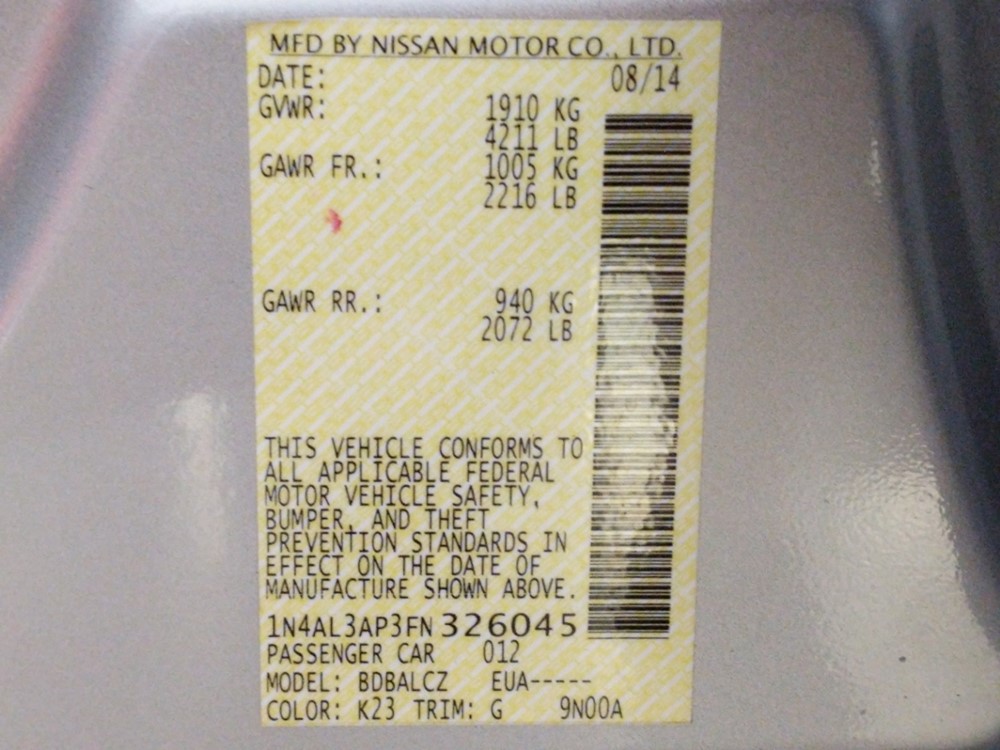 MFD BY NISSAN MOTOR CO., LTD.
DATE: 08/14
GVWR: 1910 KG
4211 LB
GAWR FR.: 1005 KG
2216 LB
GAWR RR.: 940 KG
2072 LB
THIS VEHICLE CONFORMS TO
ALL APPLICABLE FEDERAL
MOTOR VEHICLE SAFETY,
BUMPER, AND THEFT
PREVENTION STANDARDS IN
EFFECT ON THE DATE OF
MANUFACTURE SHOWN ABOVE.
1N4AL3AP3FN326045
PASSENGER CAR 012
MODEL: BDBALCZ EUA-----
COLOR: K23 TRIM: G 9N00A